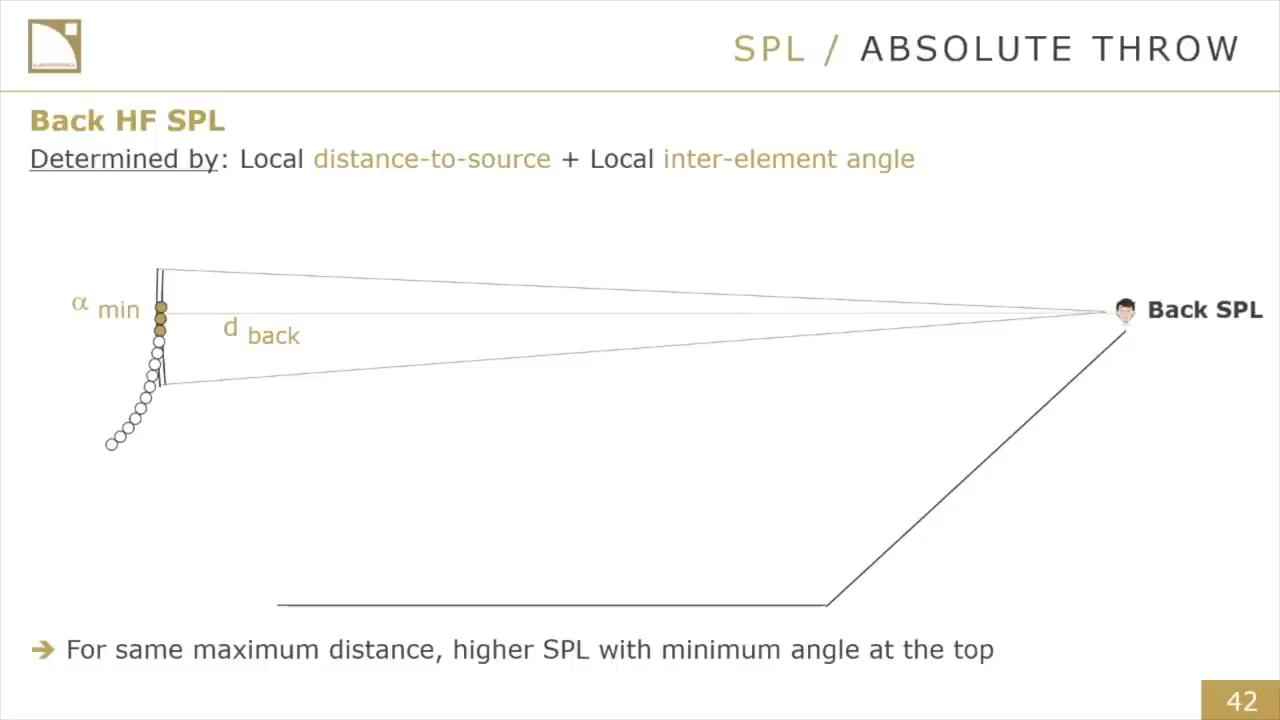 SPL / ABSOLUTE THROW
Back HF SPL
Determined by: Local distance-to-source + Local inter-element angle
α min
d back
Back SPL
➔ For same maximum distance, higher SPL with minimum angle at the top
42